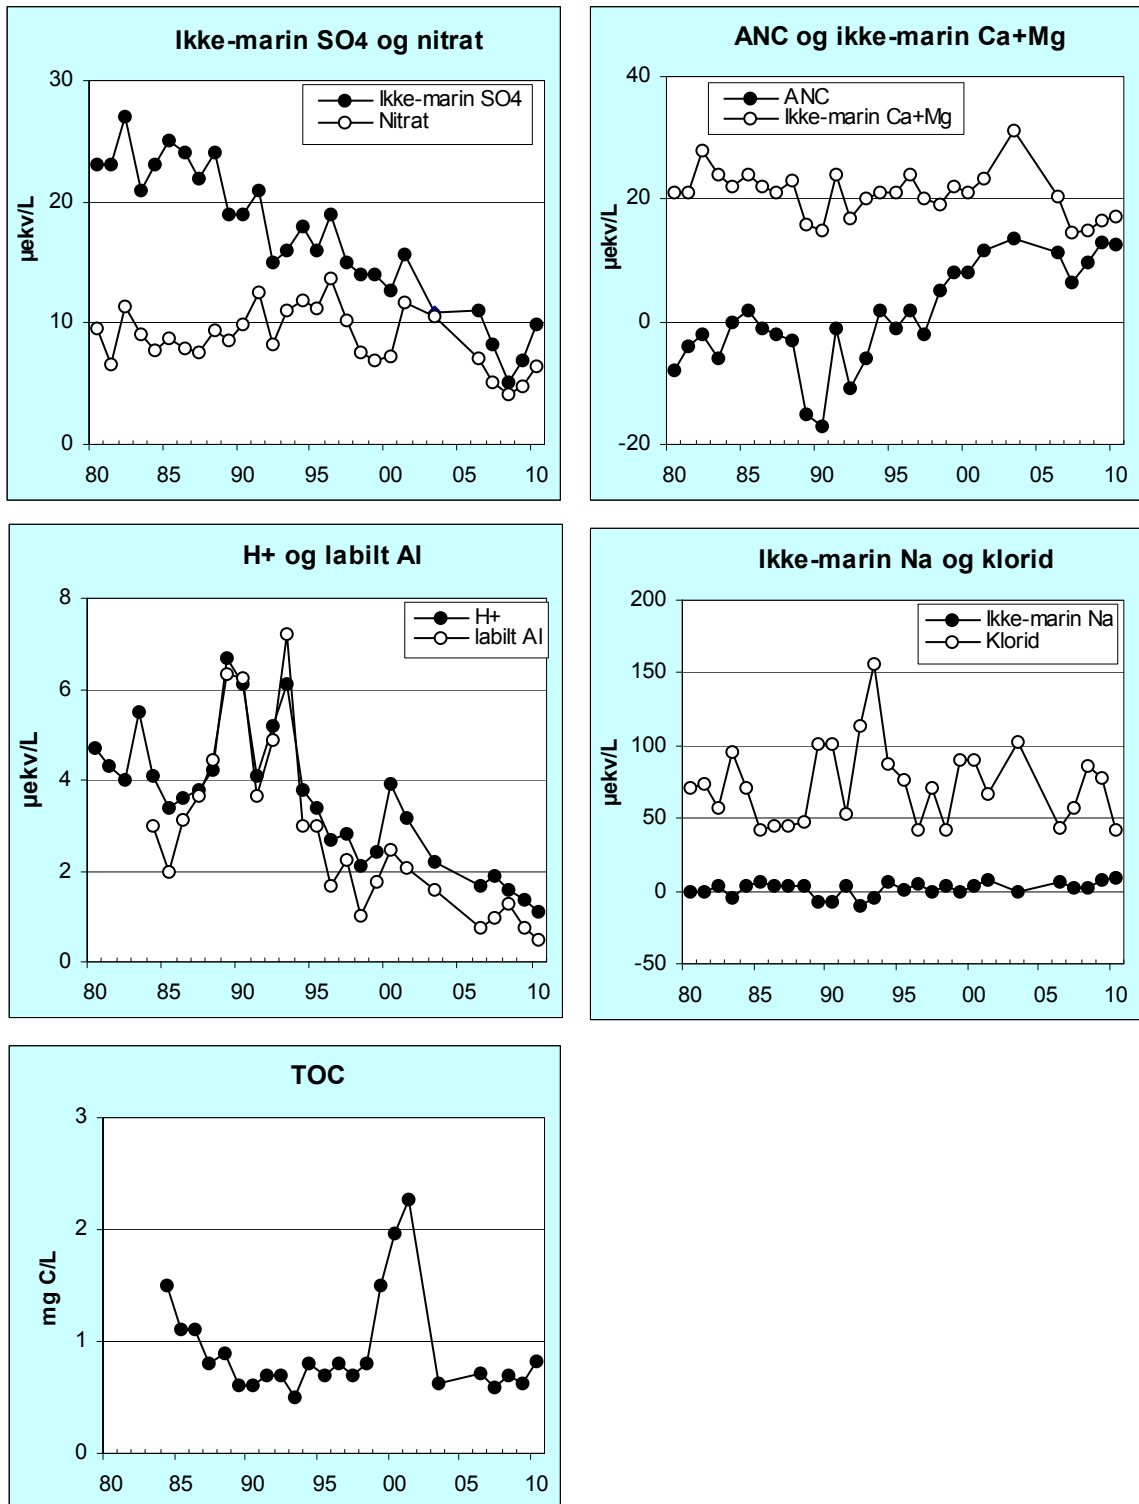 Ikke-marin SO4 og nitrat
30
20
10
0
µekv/L
Ikke-marin SO4
Nitrat
80 85 90 95 00 05 10
ANC og ikke-marin Ca+Mg
40
20
0
-20
µekv/L
ANC
Ikke-marin Ca+Mg
80 85 90 95 00 05 10
H+ og labilt Al
8
6
4
2
0
µekv/L
H+
labilt Al
80 85 90 95 00 05 10
Ikke-marin Na og klorid
200
150
100
50
0
-50
µekv/L
Ikke-marin Na
Klorid
80 85 90 95 00 05 10
TOC
3
2
1
0
mg C/L
80 85 90 95 00 05 10